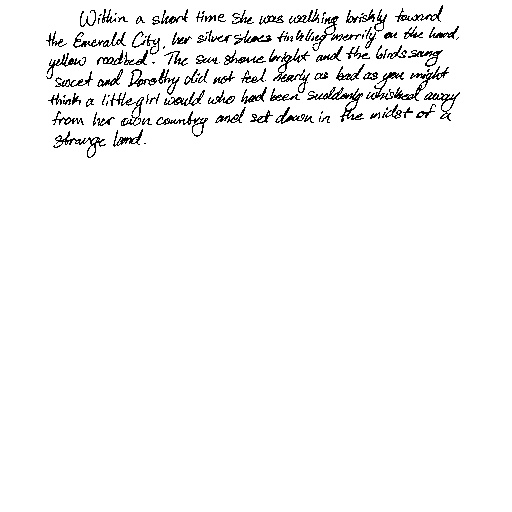 Within a short time she was walking briskly toward
the Emerald City, her silver shoes tinkling merrily on the hard,
yellow roadbed. The sun shone bright and the birds sang
sweet and Dorothy did not feel nearly as bad as you might
think a little girl would who had been suddenly whisked away
from her own country and set down in the midst of a
strange land.